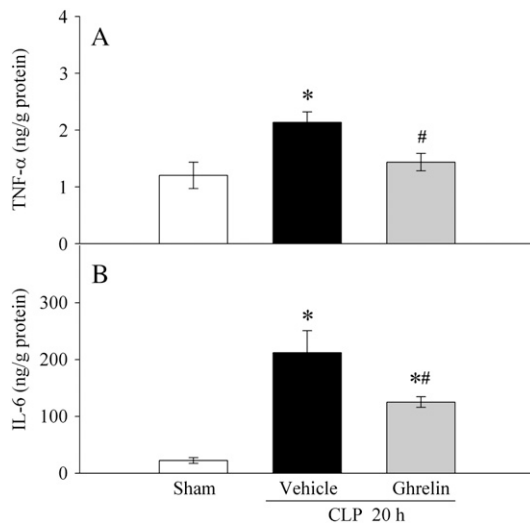 A
TNF-α (ng/g protein)
4
3
2
1
0
*
#
B
IL-6 (ng/g protein)
300
200
100
0
*
*#
Sham Vehicle Ghrelin
CLP 20 h